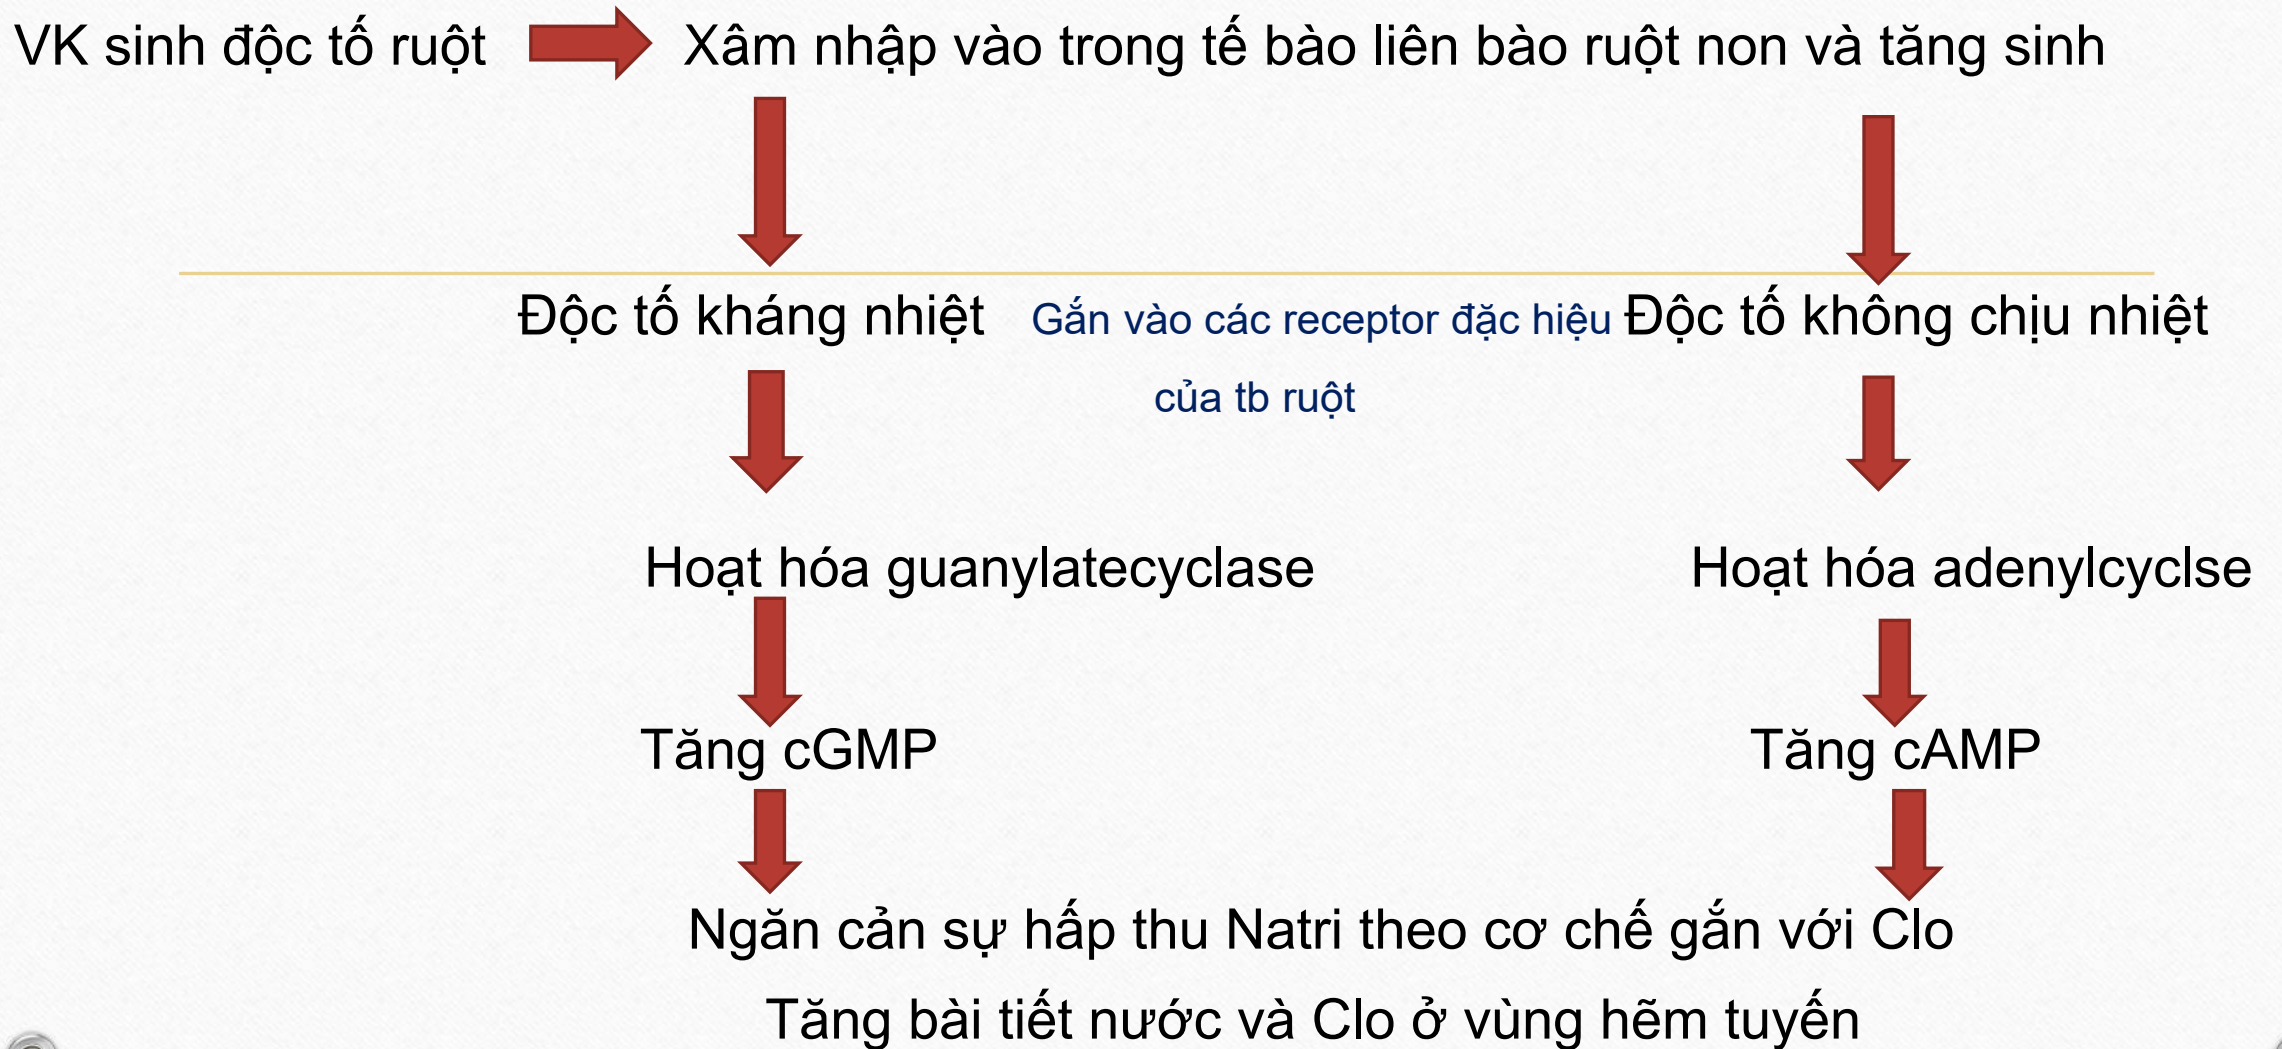 VK sinh độc tố ruột
Xâm nhập vào trong tế bào liên bào ruột non và tăng sinh
Độc tố kháng nhiệt
Gắn vào các receptor đặc hiệu
của tb ruột
Độc tố không chịu nhiệt
Hoạt hóa guanylatecyclase
Hoạt hóa adenylcyclse
Tăng cGMP
Tăng cAMP
Ngăn cản sự hấp thu Natri theo cơ chế gắn với Clo
Tăng bài tiết nước và Clo ở vùng hẽm tuyến